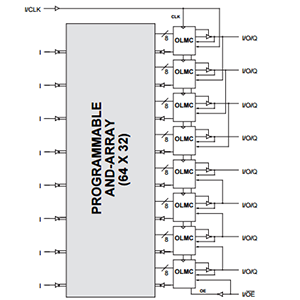 I/CLK
CLK
8
OLMC
I/O/Q
I
8
OLMC
I/O/Q
I
8
OLMC
I/O/Q
I
8
OLMC
I/O/Q
I
PROGRAMMABLE
AND-ARRAY
(64 X 32)
8
OLMC
I/O/Q
I
8
OLMC
I/O/Q
I
8
OLMC
I/O/Q
I
8
OLMC
I/O/Q
I
OE
I/OE